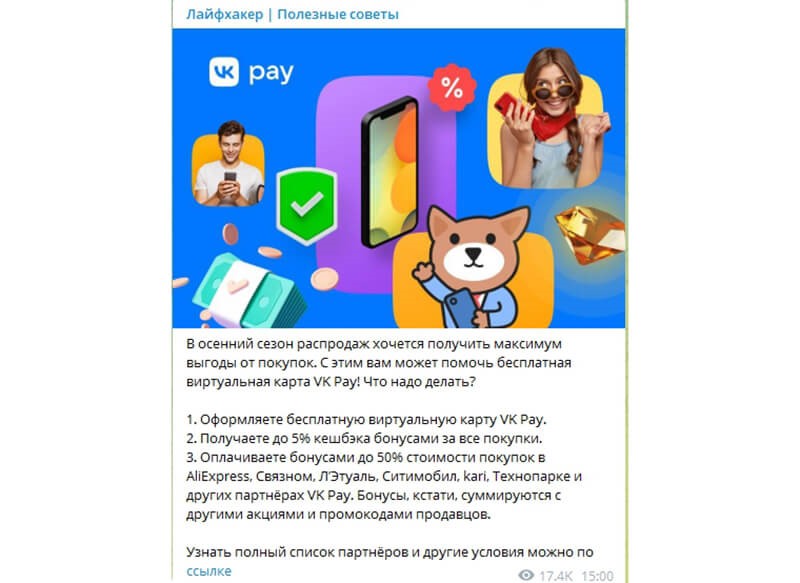 Лайфхакер | Полезные советы
VK pay
%
В осенний сезон распродаж хочется получить максимум
выгоды от покупок. С этим вам может помочь бесплатная
виртуальная карта VK Pay! Что надо делать?
1. Оформляете бесплатную виртуальную карту VK Pay.
2. Получаете до 5% кешбэка бонусами за все покупки.
3. Оплачиваете бонусами до 50% стоимости покупок в
AliExpress, Связном, Л'Этуаль, Ситимобил, kari, Технопарке и
других партнёрах VK Pay. Бонусы, кстати, суммируются с
другими акциями и промокодами продавцов.
Узнать полный список партнёров и другие условия можно по
ссылке
17.4K 15:00